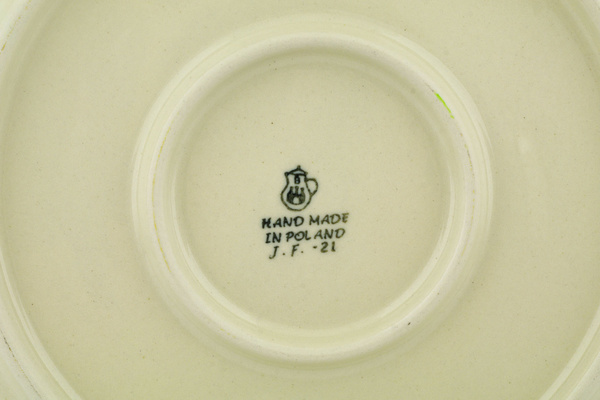 B
HAND MADE
IN POLAND
J.F. -21